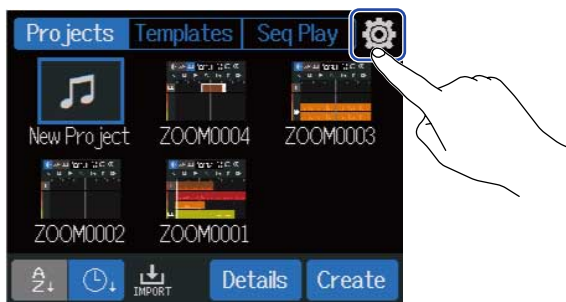 Projects Templates Seq Play
New Project ZOOM0004 ZOOM0003
ZOOM0002 ZOOM0001
A Z↓ IMPORT Details Create